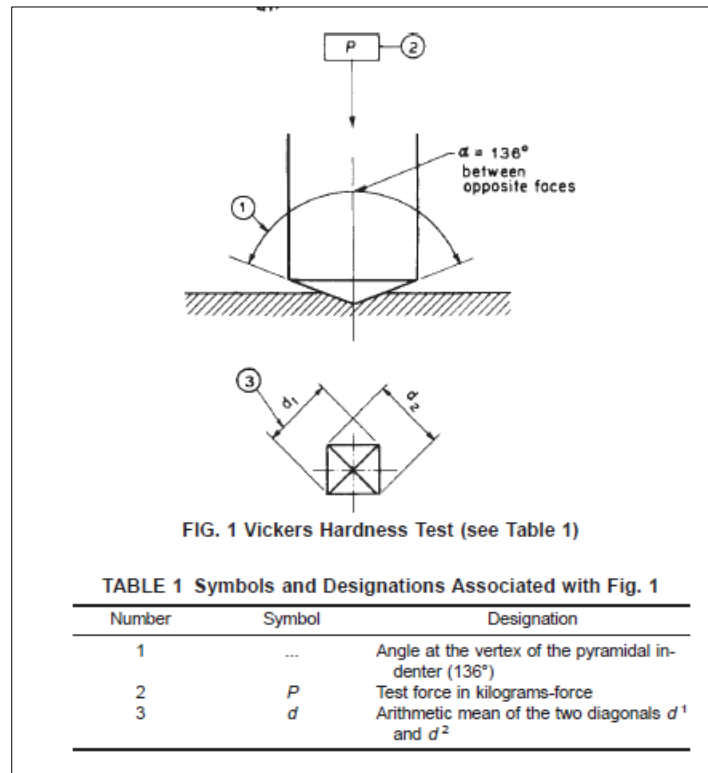 P
2
α = 136°
between
opposite faces
1
3
d₁
d₂
FIG. 1 Vickers Hardness Test (see Table 1)
TABLE 1 Symbols and Designations Associated with Fig. 1
Number Symbol Designation
1 ... Angle at the vertex of the pyramidal in-
denter (136°)
2 P Test force in kilograms-force
3 d Arithmetic mean of the two diagonals d¹
and d²